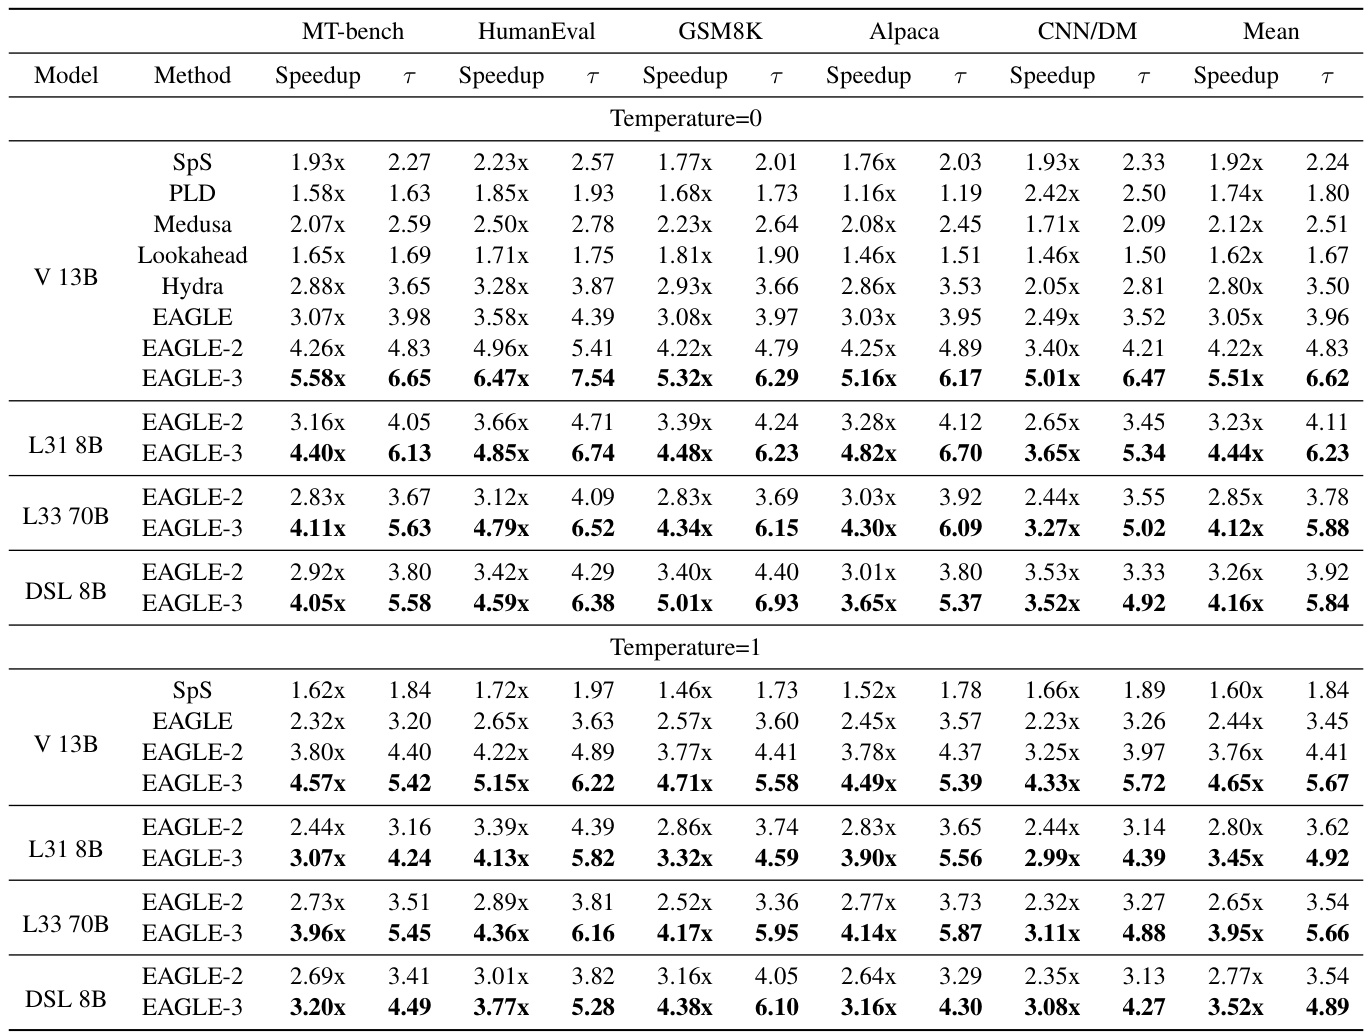 MT-bench HumanEval GSM8K Alpaca CNN/DM Mean
Model Method Speedup τ Speedup τ Speedup τ Speedup τ Speedup τ Speedup τ
Temperature=0
SpS 1.93x 2.27 2.23x 2.57 1.77x 2.01 1.76x 2.03 1.93x 2.33 1.92x 2.24
PLD 1.58x 1.63 1.85x 1.93 1.68x 1.73 1.16x 1.19 2.42x 2.50 1.74x 1.80
Medusa 2.07x 2.59 2.50x 2.78 2.23x 2.64 2.08x 2.45 1.71x 2.09 2.12x 2.51
Lookahead 1.65x 1.69 1.71x 1.75 1.81x 1.90 1.46x 1.51 1.46x 1.50 1.62x 1.67
V 13B
Hydra 2.88x 3.65 3.28x 3.87 2.93x 3.66 2.86x 3.53 2.05x 2.81 2.80x 3.50
EAGLE 3.07x 3.98 3.58x 4.39 3.08x 3.97 3.03x 3.95 2.49x 3.52 3.05x 3.96
EAGLE-2 4.26x 4.83 4.96x 5.41 4.22x 4.79 4.25x 4.89 3.40x 4.21 4.22x 4.83
EAGLE-3 5.58x 6.65 6.47x 7.54 5.32x 6.29 5.16x 6.17 5.01x 6.47 5.51x 6.62
EAGLE-2 3.16x 4.05 3.66x 4.71 3.39x 4.24 3.28x 4.12 2.65x 3.45 3.23x 4.11
L31 8B
EAGLE-3 4.40x 6.13 4.85x 6.74 4.48x 6.23 4.82x 6.70 3.65x 5.34 4.44x 6.23
EAGLE-2 2.83x 3.67 3.12x 4.09 2.83x 3.69 3.03x 3.92 2.44x 3.55 2.85x 3.78
L33 70B
EAGLE-3 4.11x 5.63 4.79x 6.52 4.34x 6.15 4.30x 6.09 3.27x 5.02 4.12x 5.88
EAGLE-2 2.92x 3.80 3.42x 4.29 3.40x 4.40 3.01x 3.80 3.53x 3.33 3.26x 3.92
DSL 8B
EAGLE-3 4.05x 5.58 4.59x 6.38 5.01x 6.93 3.65x 5.37 3.52x 4.92 4.16x 5.84
Temperature=1
SpS 1.62x 1.84 1.72x 1.97 1.46x 1.73 1.52x 1.78 1.66x 1.89 1.60x 1.84
EAGLE 2.32x 3.20 2.65x 3.63 2.57x 3.60 2.45x 3.57 2.23x 3.26 2.44x 3.45
V 13B
EAGLE-2 3.80x 4.40 4.22x 4.89 3.77x 4.41 3.78x 4.37 3.25x 3.97 3.76x 4.41
EAGLE-3 4.57x 5.42 5.15x 6.22 4.71x 5.58 4.49x 5.39 4.33x 5.72 4.65x 5.67
EAGLE-2 2.44x 3.16 3.39x 4.39 2.86x 3.74 2.83x 3.65 2.44x 3.14 2.80x 3.62
L31 8B
EAGLE-3 3.07x 4.24 4.13x 5.82 3.32x 4.59 3.90x 5.56 2.99x 4.39 3.45x 4.92
EAGLE-2 2.73x 3.51 2.89x 3.81 2.52x 3.36 2.77x 3.73 2.32x 3.27 2.65x 3.54
L33 70B
EAGLE-3 3.96x 5.45 4.36x 6.16 4.17x 5.95 4.14x 5.87 3.11x 4.88 3.95x 5.66
EAGLE-2 2.69x 3.41 3.01x 3.82 3.16x 4.05 2.64x 3.29 2.35x 3.13 2.77x 3.54
DSL 8B
EAGLE-3 3.20x 4.49 3.77x 5.28 4.38x 6.10 3.16x 4.30 3.08x 4.27 3.52x 4.89